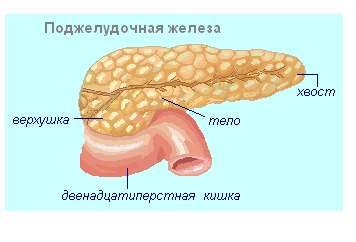 Поджелудочная железа
хвост
верхушка
тело
двенадцатиперстная кишка